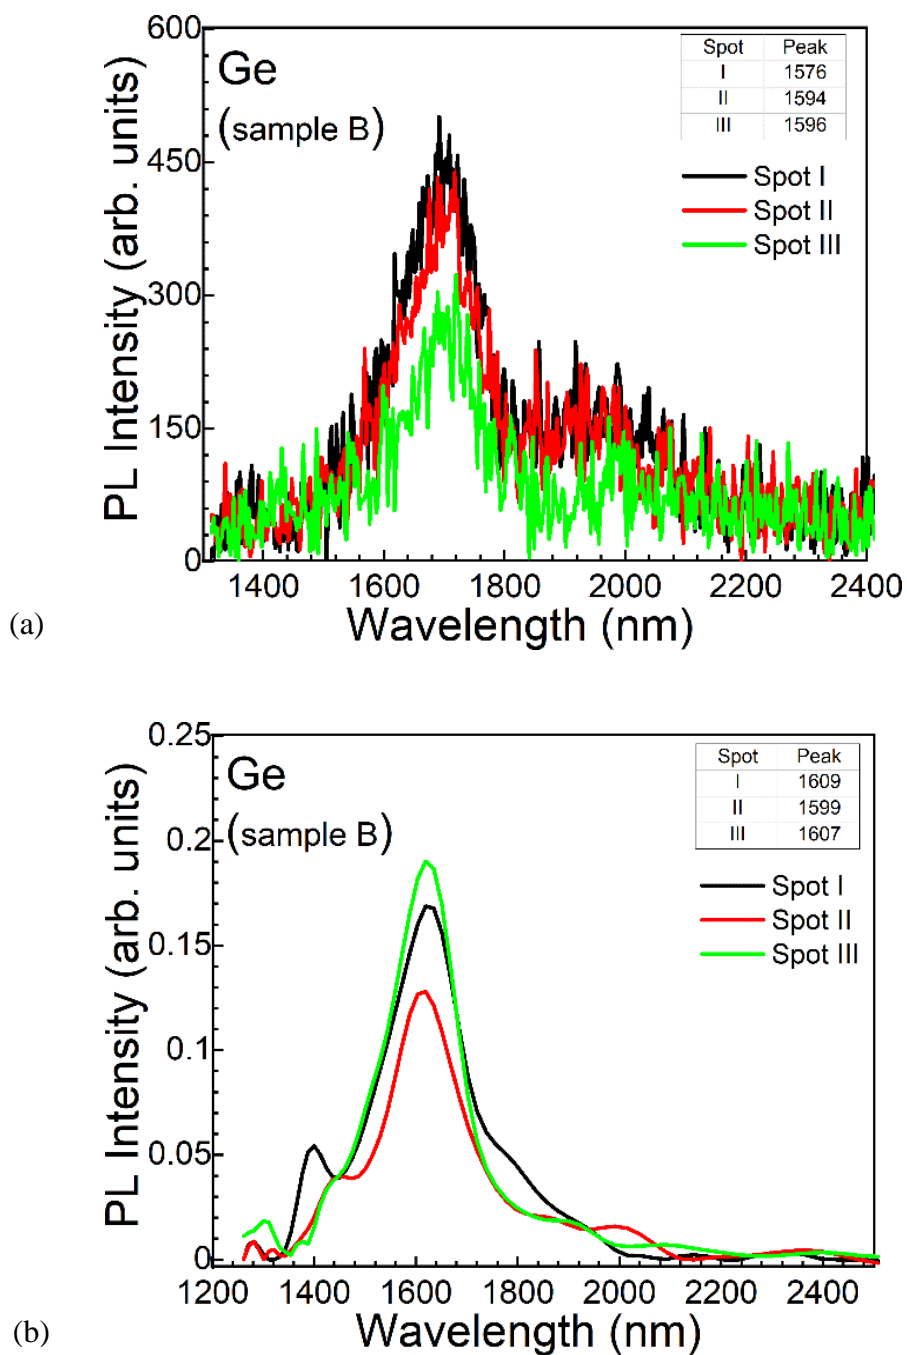 600
Ge
(sample B)
Spot Peak
I 1576
II 1594
III 1596
450
Spot I
Spot II
Spot III
300
150
0
PL Intensity (arb. units)
1400 1600 1800 2000 2200 2400
Wavelength (nm)
(a)
0.25
Ge
(sample B)
Spot Peak
I 1609
II 1599
III 1607
0.2
Spot I
Spot II
Spot III
0.15
0.1
0.05
0
PL Intensity (arb. units)
1200 1400 1600 1800 2000 2200 2400
Wavelength (nm)
(b)